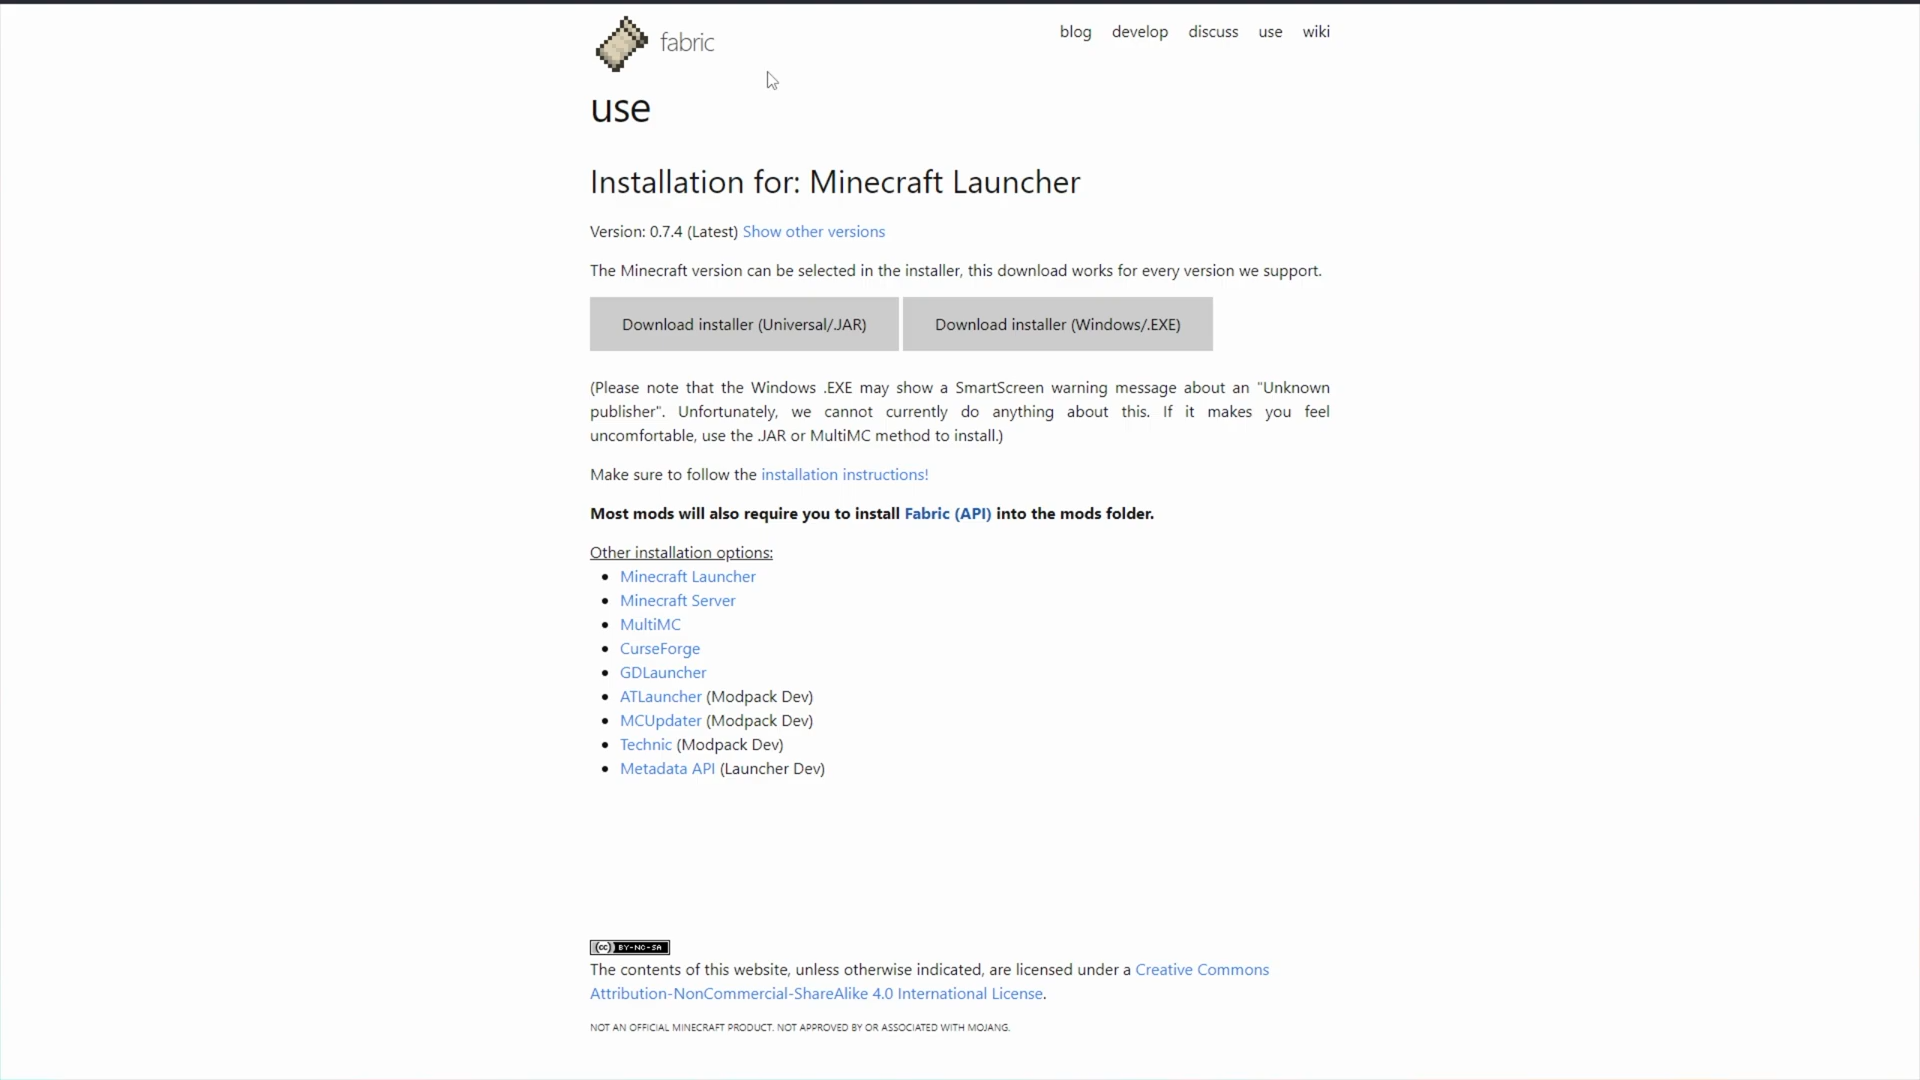 fabric
blog develop discuss use wiki
use
Installation for: Minecraft Launcher
Version: 0.7.4 (Latest) Show other versions
The Minecraft version can be selected in the installer, this download works for every version we support.
Download installer (Universal/.JAR)
Download installer (Windows/.EXE)
(Please note that the Windows .EXE may show a SmartScreen warning message about an "Unknown
publisher". Unfortunately, we cannot currently do anything about this. If it makes you feel
uncomfortable, use the .JAR or MultiMC method to install.)
Make sure to follow the installation instructions!
Most mods will also require you to install Fabric (API) into the mods folder.
Other installation options:
Minecraft Launcher
Minecraft Server
MultiMC
CurseForge
GDLauncher
ATLauncher (Modpack Dev)
MCUpdater (Modpack Dev)
Technic (Modpack Dev)
Metadata API (Launcher Dev)
(cc) BY-NC-SA
The contents of this website, unless otherwise indicated, are licensed under a Creative Commons
Attribution-NonCommercial-ShareAlike 4.0 International License.
NOT AN OFFICIAL MINECRAFT PRODUCT. NOT APPROVED BY OR ASSOCIATED WITH MOJANG.